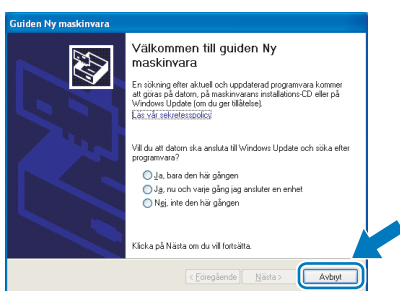 Guiden Ny maskinvara
Välkommen till guiden Ny
maskinvara
En sökning efter aktuell och uppdaterad programvara kommer
att göras på datorn, på maskinvarans installations-CD eller på
Windows Update (om du ger tillåtelse).
Läs vår sekretesspolicy
Vill du att datorn ska ansluta till Windows Update och söka efter
programvara?
Ja, bara den här gången
Ja, nu och varje gång jag ansluter en enhet
Nej, inte den här gången
Klicka på Nästa om du vill fortsätta.
< Föregående Nästa > Avbryt